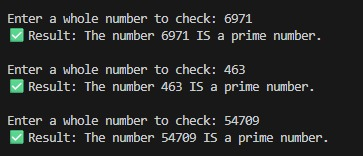 Enter a whole number to check: 6971
✅ Result: The number 6971 IS a prime number.
Enter a whole number to check: 463
✅ Result: The number 463 IS a prime number.
Enter a whole number to check: 54709
✅ Result: The number 54709 IS a prime number.